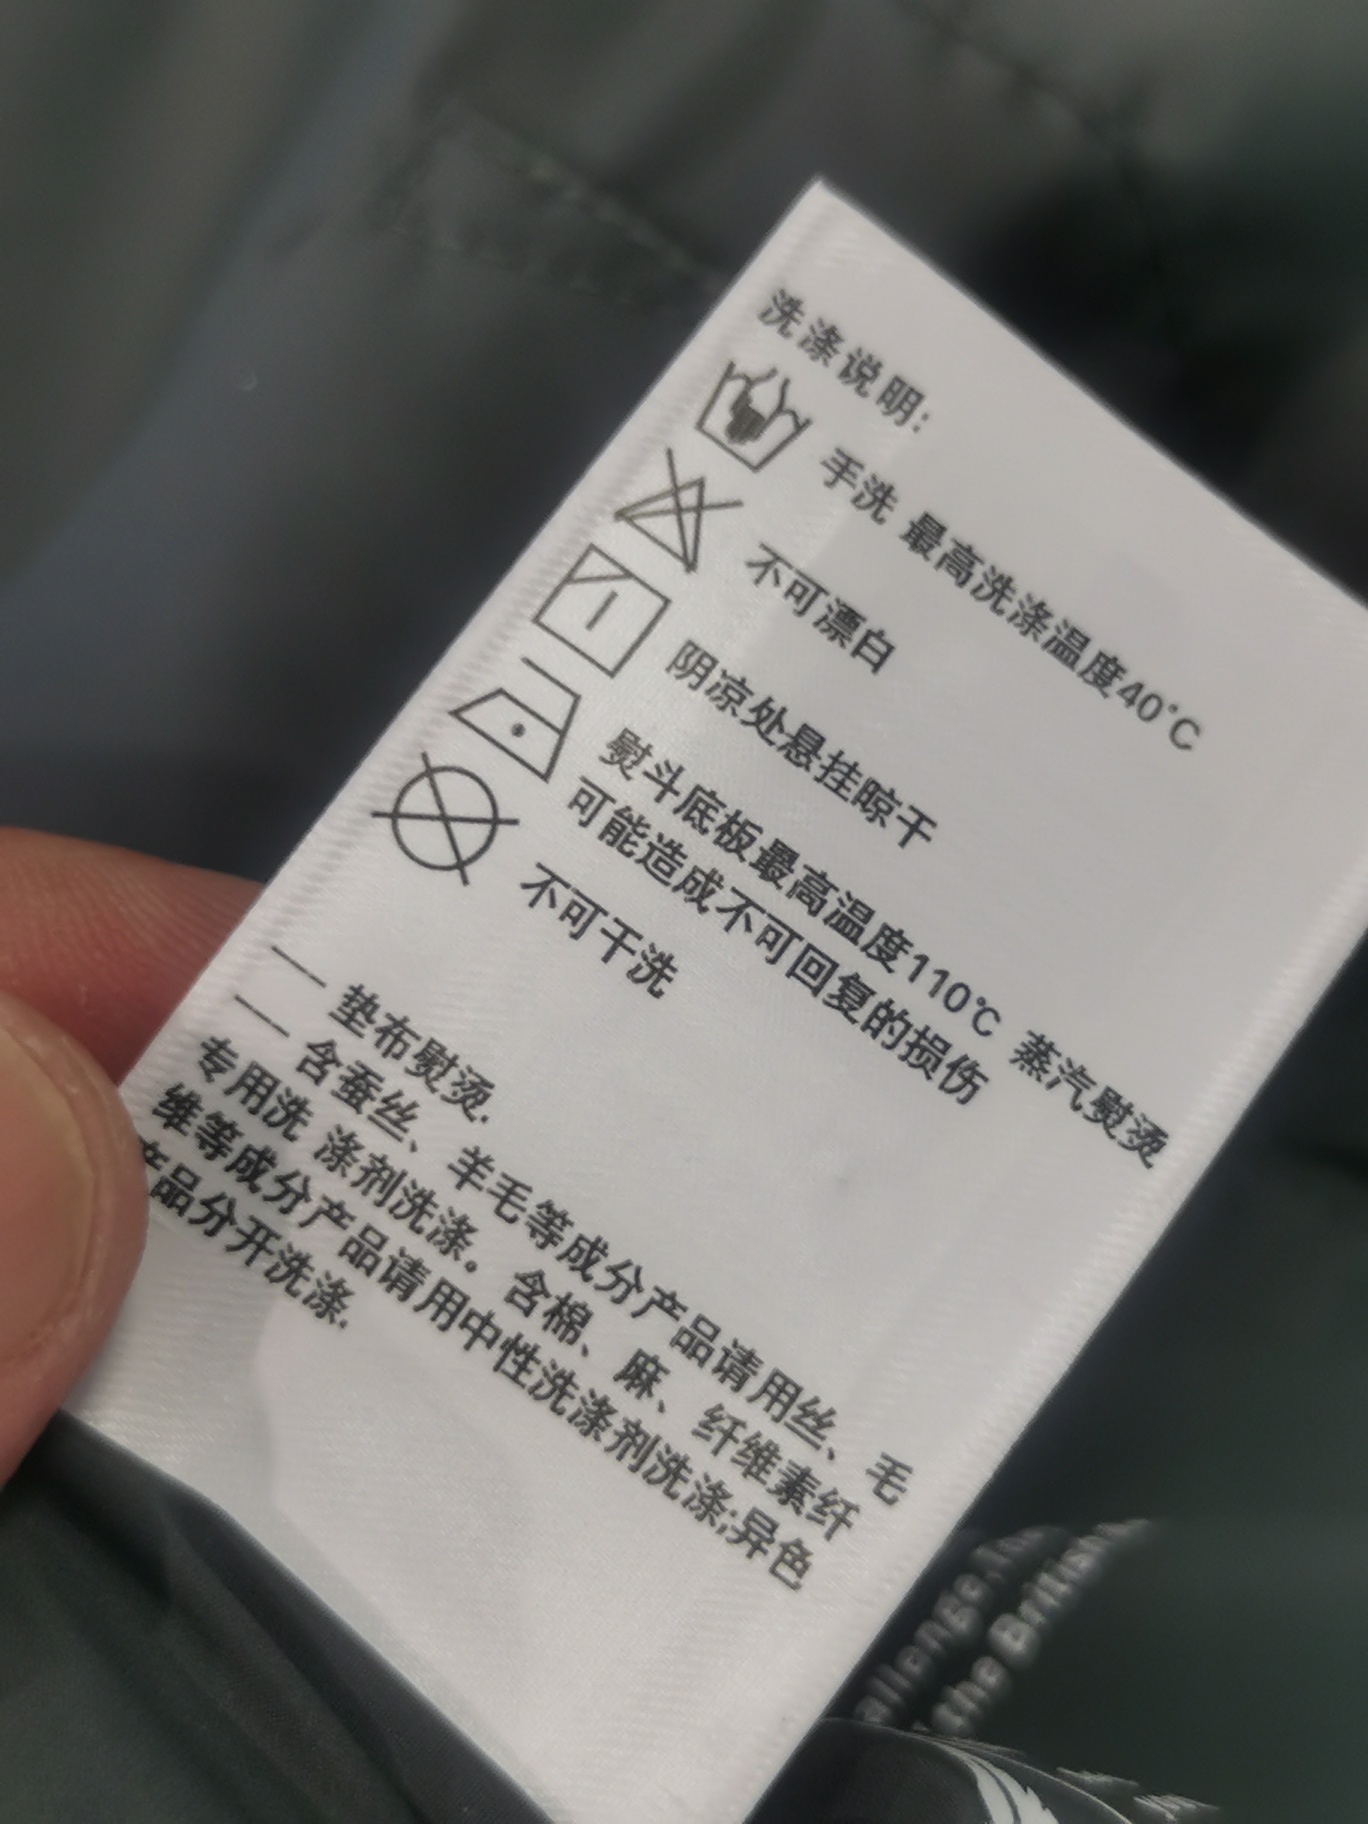 洗涤说明:
手洗 最高洗涤温度40℃
不可漂白
阴凉处悬挂晾干
熨斗底板最高温度110℃ 蒸汽熨烫
可能造成不可回复的损伤
不可干洗
— 垫布熨烫.
— 含蚕丝、羊毛等成分产品请用丝、毛
专用洗 涤剂洗涤。含棉、麻、纤维素纤
维等成分产品请用中性洗涤剂洗涤;异色
产品分开洗涤.
the British